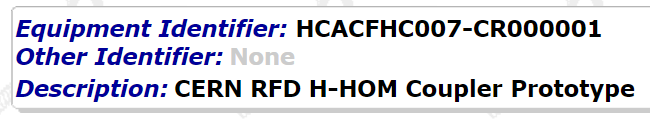 Equipment Identifier: HCACFHC007-CR000001
Other Identifier: None
Description: CERN RFD H-HOM Coupler Prototype